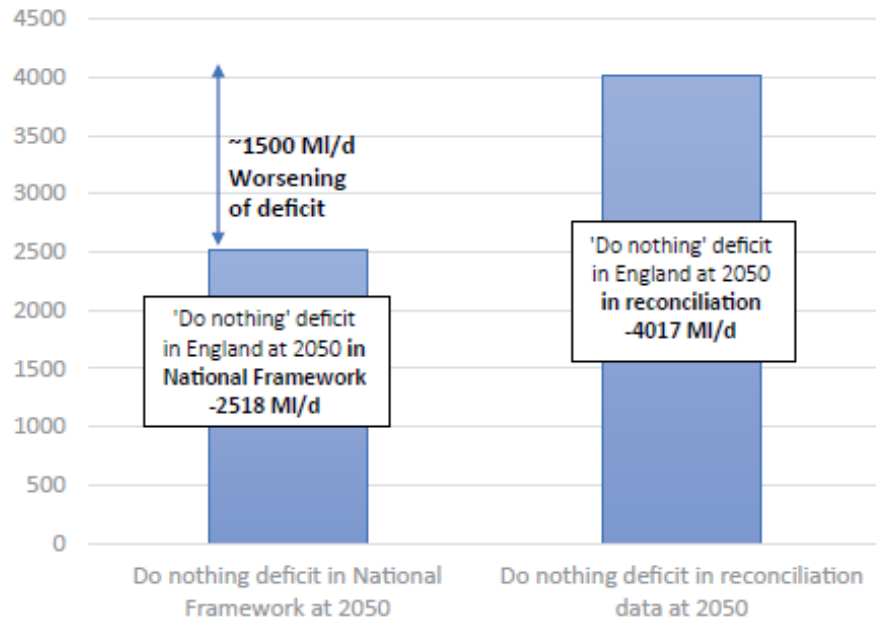 4500
4000
3500
3000
2500
2000
1500
1000
500
0
~1500 Ml/d
Worsening
of deficit
'Do nothing' deficit
in England at 2050 in
National Framework
-2518 Ml/d
'Do nothing' deficit
in England at 2050
in reconciliation
-4017 Ml/d
Do nothing deficit in National
Framework at 2050
Do nothing deficit in reconciliation
data at 2050